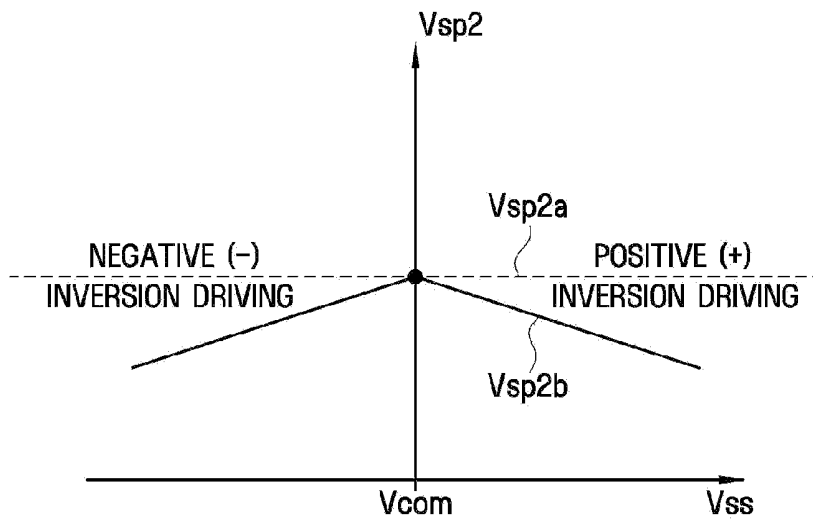 Vsp2
Vsp2a
NEGATIVE (−)
POSITIVE (+)
INVERSION DRIVING
INVERSION DRIVING
Vsp2b
Vcom
Vss